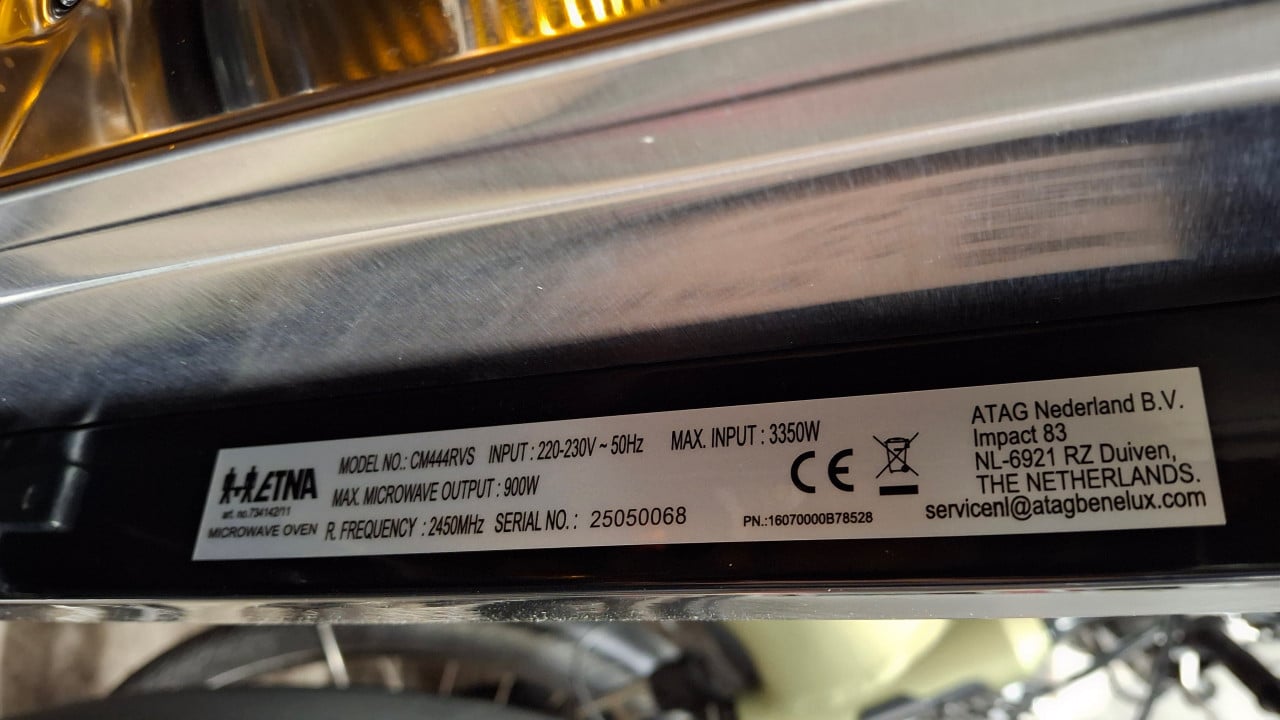 ETNA
art. no.734142/11
MICROWAVE OVEN
MODEL NO.: CM444RVS INPUT : 220-230V ~ 50Hz MAX. INPUT : 3350W
MAX. MICROWAVE OUTPUT : 900W
R. FREQUENCY : 2450MHz SERIAL NO. : 25050068
CE
PN.:16070000B78528
ATAG Nederland B.V.
Impact 83
NL-6921 RZ Duiven,
THE NETHERLANDS.
servicenl@atagbenelux.com